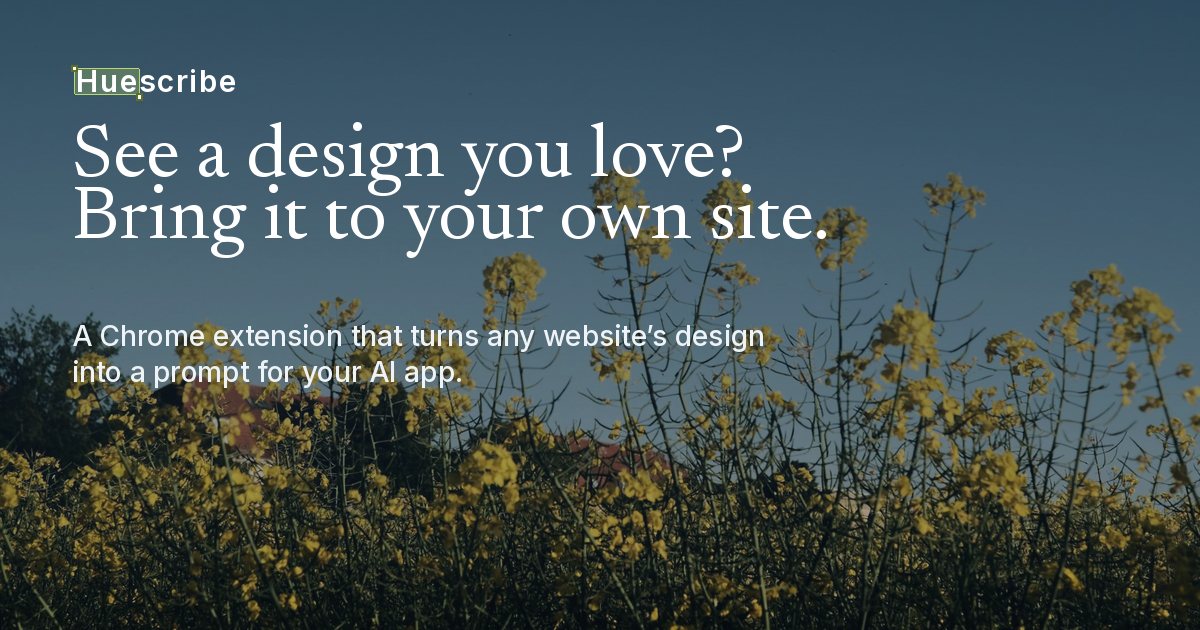 Huescribe
See a design you love?
Bring it to your own site.
A Chrome extension that turns any website’s design
into a prompt for your AI app.